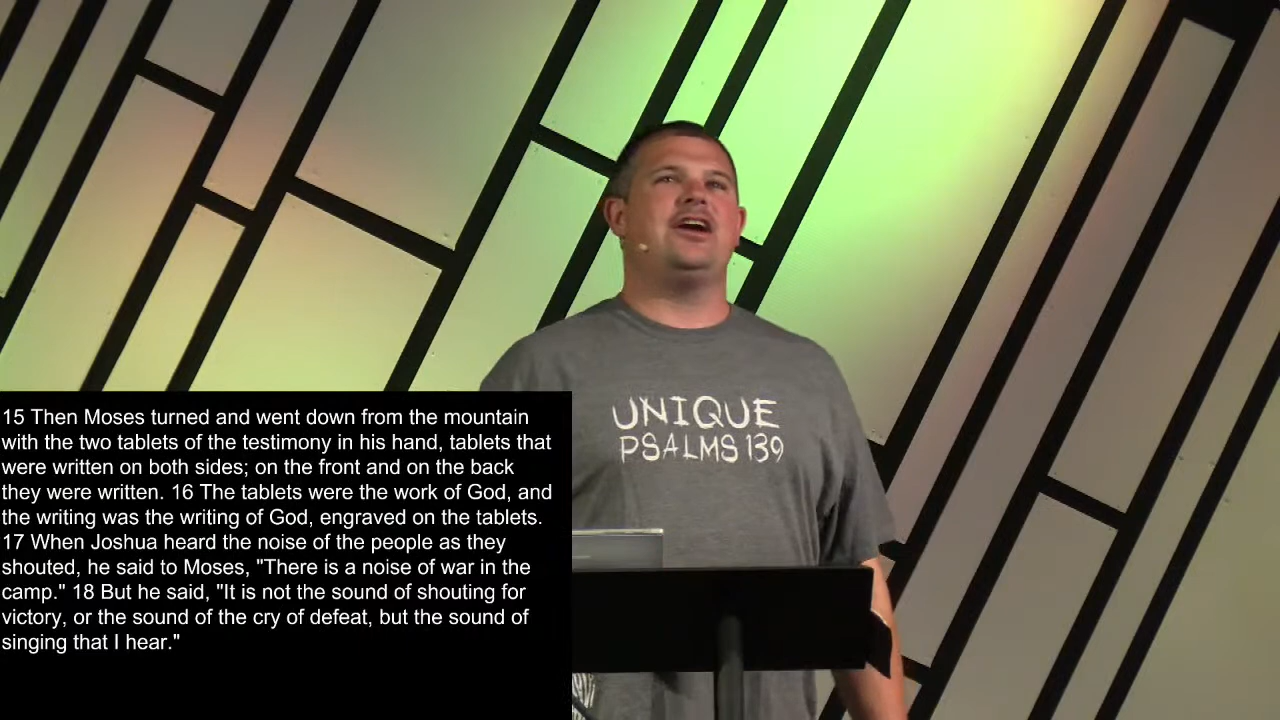 UNIQUE
PSALMS 139
15 Then Moses turned and went down from the mountain
with the two tablets of the testimony in his hand, tablets that
were written on both sides; on the front and on the back
they were written. 16 The tablets were the work of God, and
the writing was the writing of God, engraved on the tablets.
17 When Joshua heard the noise of the people as they
shouted, he said to Moses, "There is a noise of war in the
camp." 18 But he said, "It is not the sound of shouting for
victory, or the sound of the cry of defeat, but the sound of
singing that I hear."